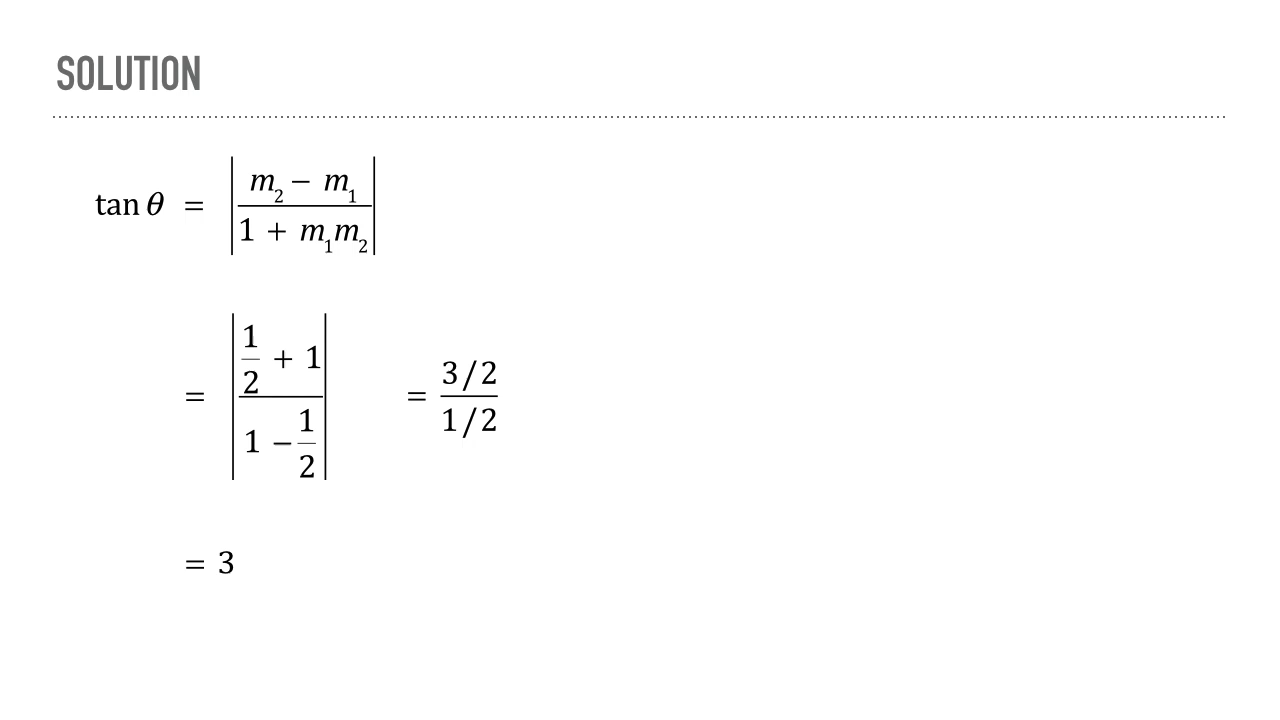 SOLUTION
tan θ = |(m₂ − m₁)/(1 + m₁m₂)|
= |(1/2 + 1)/(1 − 1/2)| = (3/2)/(1/2)
= 3